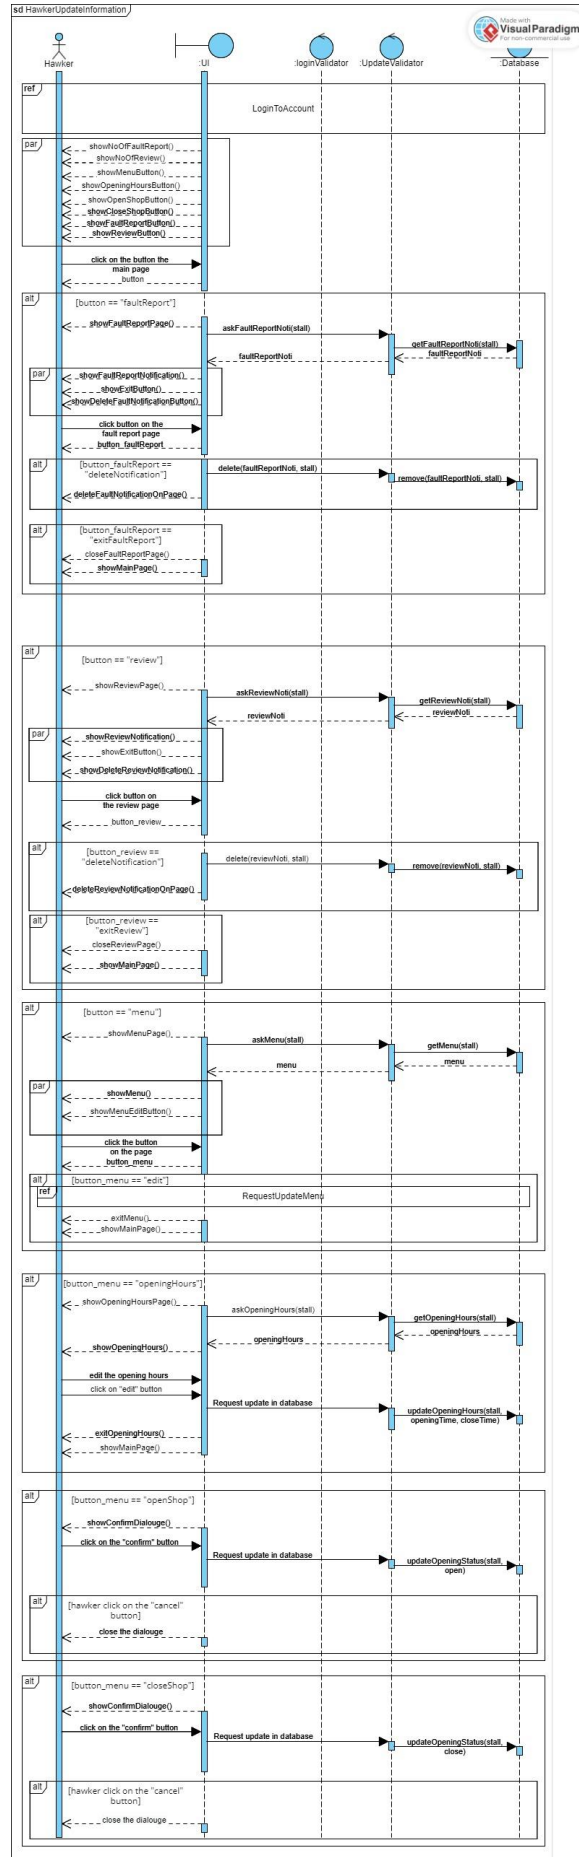 sd HawkerUpdateInformation
Made with
VisualParadigm
For non-commercial use
Hawker
:UI
:loginValidator
:UpdateValidator
:Database
ref
LoginToAccount
par
showNoOfFaultReport()
showNoOfReview()
showMenuButton()
showOpeningHoursButton()
showOpenShopButton()
showCloseShopButton()
showFaultReportButton()
showReviewButton()
click on the button the
main page
button
alt
[button == "faultReport"]
showFaultReportPage()
askFaultReportNoti(stall)
getFaultReportNoti(stall)
faultReportNoti
faultReportNoti
par
showFaultReportNotification()
showExitButton()
showDeleteFaultNotificationButton()
click button on the
fault report page
button_faultReport
alt
[button_faultReport ==
"deleteNotification"]
delete(faultReportNoti, stall)
remove(faultReportNoti, stall)
deleteFaultNotificationOnPage()
alt
[button_faultReport ==
"exitFaultReport"]
closeFaultReportPage()
showMainPage()
alt
[button == "review"]
showReviewPage()
askReviewNoti(stall)
getReviewNoti(stall)
reviewNoti
reviewNoti
par
showReviewNotification()
showExitButton()
showDeleteReviewNotification()
click button on
the review page
button_review
alt
[button_review ==
"deleteNotification"]
delete(reviewNoti, stall)
remove(reviewNoti, stall)
deleteReviewNotificationOnPage()
alt
[button_review ==
"exitReview"]
closeReviewPage()
showMainPage()
alt
[button == "menu"]
showMenuPage()
askMenu(stall)
getMenu(stall)
menu
menu
par
showMenu()
showMenuEditButton()
click the button
on the page
button_menu
alt
[button_menu == "edit"]
ref
RequestUpdateMenu
exitMenu()
showMainPage()
alt
[button_menu == "openingHours"]
showOpeningHoursPage()
askOpeningHours(stall)
getOpeningHours(stall)
openingHours
openingHours
showOpeningHours()
edit the opening hours
click on "edit" button
Request update in database
updateOpeningHours(stall,
openingTime, closeTime)
exitOpeningHours()
showMainPage()
alt
[button_menu == "openShop"]
showConfirmDialouge()
click on the "confirm" button
Request update in database
updateOpeningStatus(stall,
open)
alt
[hawker click on the "cancel"
button]
close the dialouge
alt
[button_menu == "closeShop"]
showConfirmDialouge()
click on the "confirm" button
Request update in database
updateOpeningStatus(stall,
close)
alt
[hawker click on the "cancel"
button]
close the dialouge